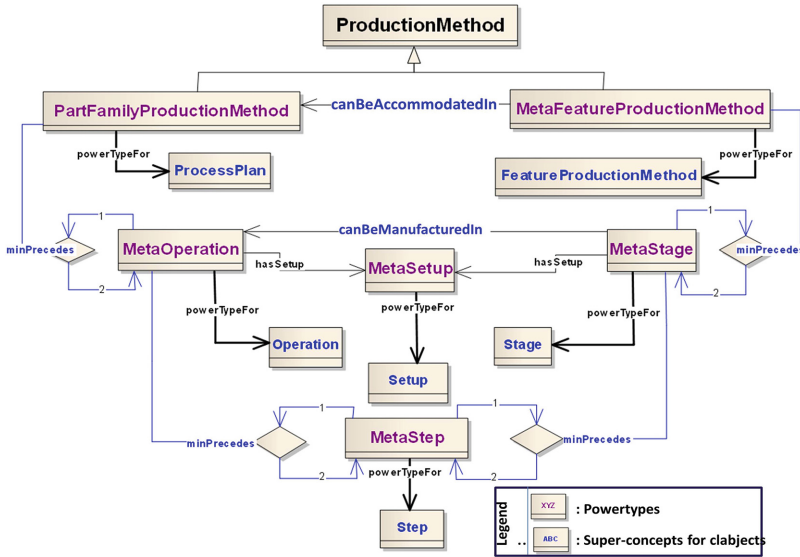 ProductionMethod
PartFamilyProductionMethod
canBeAccommodatedIn
MetaFeatureProductionMethod
powerTypeFor
powerTypeFor
ProcessPlan
FeatureProductionMethod
1
canBeManufacturedIn
1
minPrecedes
MetaOperation
MetaStage
minPrecedes
hasSetup
MetaSetup
hasSetup
2
2
powerTypeFor
powerTypeFor
powerTypeFor
Operation
Stage
Setup
1
1
minPrecedes
MetaStep
minPrecedes
powerTypeFor
2
2
Step
Legend
XYZ : Powertypes
..
ABC : Super-concepts for clabjects